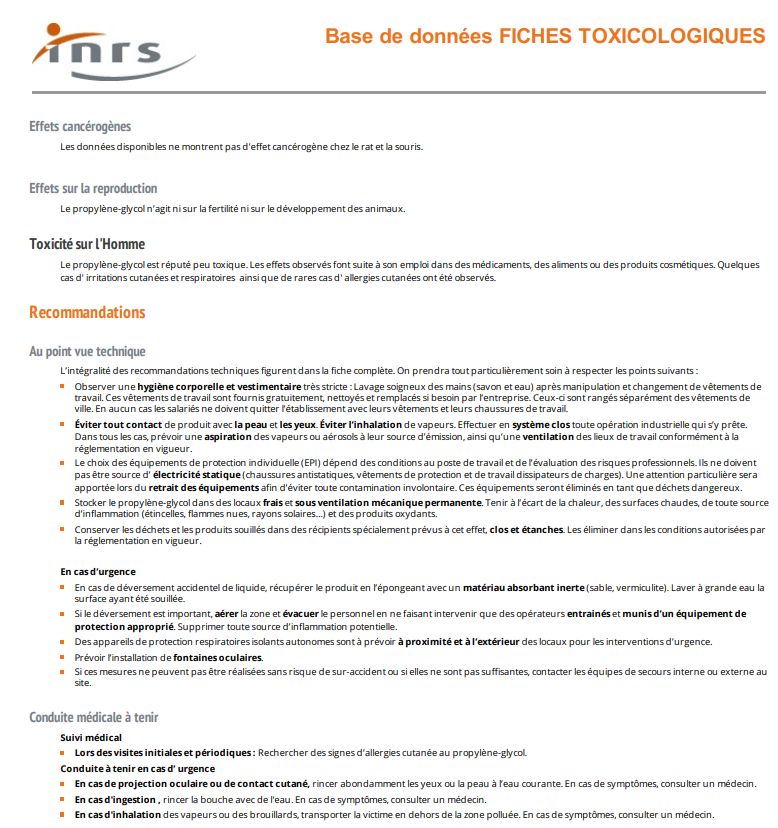 inrs
Base de données FICHES TOXICOLOGIQUES
Effets cancérogènes
Les données disponibles ne montrent pas d'effet cancérogène chez le rat et la souris.
Effets sur la reproduction
Le propylène-glycol n'agit ni sur la fertilité ni sur le développement des animaux.
Toxicité sur l'Homme
Le propylène-glycol est réputé peu toxique. Les effets observés font suite à son emploi dans des médicaments, des aliments ou des produits cosmétiques. Quelques
cas d' irritations cutanées et respiratoires ainsi que de rares cas d' allergies cutanées ont été observés.
Recommandations
Au point vue technique
L'intégralité des recommandations techniques figurent dans la fiche complète. On prendra tout particulièrement soin à respecter les points suivants :
Observer une hygiène corporelle et vestimentaire très stricte : Lavage soigneux des mains (savon et eau) après manipulation et changement de vêtements de
travail. Ces vêtements de travail sont fournis gratuitement, nettoyés et remplacés si besoin par l'entreprise. Ceux-ci sont rangés séparément des vêtements de
ville. En aucun cas les salariés ne doivent quitter l'établissement avec leurs vêtements et leurs chaussures de travail.
Éviter tout contact de produit avec la peau et les yeux. Éviter l'inhalation de vapeurs. Effectuer en système clos toute opération industrielle qui s'y prête.
Dans tous les cas, prévoir une aspiration des vapeurs ou aérosols à leur source d'émission, ainsi qu'une ventilation des lieux de travail conformément à la
réglementation en vigueur.
Le choix des équipements de protection individuelle (EPI) dépend des conditions au poste de travail et de l'évaluation des risques professionnels. Ils ne doivent
pas être source d' électricité statique (chaussures antistatiques, vêtements de protection et de travail dissipateurs de charges). Une attention particulière sera
apportée lors du retrait des équipements afin d'éviter toute contamination involontaire. Ces équipements seront éliminés en tant que déchets dangereux.
Stocker le propylène-glycol dans des locaux frais et sous ventilation mécanique permanente. Tenir à l'écart de la chaleur, des surfaces chaudes, de toute source
d'inflammation (étincelles, flammes nues, rayons solaires...) et des produits oxydants.
Conserver les déchets et les produits souillés dans des récipients spécialement prévus à cet effet, clos et étanches. Les éliminer dans les conditions autorisées par
la réglementation en vigueur.
En cas d'urgence
En cas de déversement accidentel de liquide, récupérer le produit en l'épongeant avec un matériau absorbant inerte (sable, vermiculite). Laver à grande eau la
surface ayant été souillée.
Si le déversement est important, aérer la zone et évacuer le personnel en ne faisant intervenir que des opérateurs entrainés et munis d'un équipement de
protection approprié. Supprimer toute source d'inflammation potentielle.
Des appareils de protection respiratoires isolants autonomes sont à prévoir à proximité et à l'extérieur des locaux pour les interventions d'urgence.
Prévoir l'installation de fontaines oculaires.
Si ces mesures ne peuvent pas être réalisées sans risque de sur-accident ou si elles ne sont pas suffisantes, contacter les équipes de secours interne ou externe au
site.
Conduite médicale à tenir
Suivi médical
Lors des visites initiales et périodiques : Rechercher des signes d'allergies cutanée au propylène-glycol.
Conduite à tenir en cas d' urgence
En cas de projection oculaire ou de contact cutané, rincer abondamment les yeux ou la peau à l'eau courante. En cas de symptômes, consulter un médecin.
En cas d'ingestion , rincer la bouche avec de l'eau. En cas de symptômes, consulter un médecin.
En cas d'inhalation des vapeurs ou des brouillards, transporter la victime en dehors de la zone polluée. En cas de symptômes, consulter un médecin.